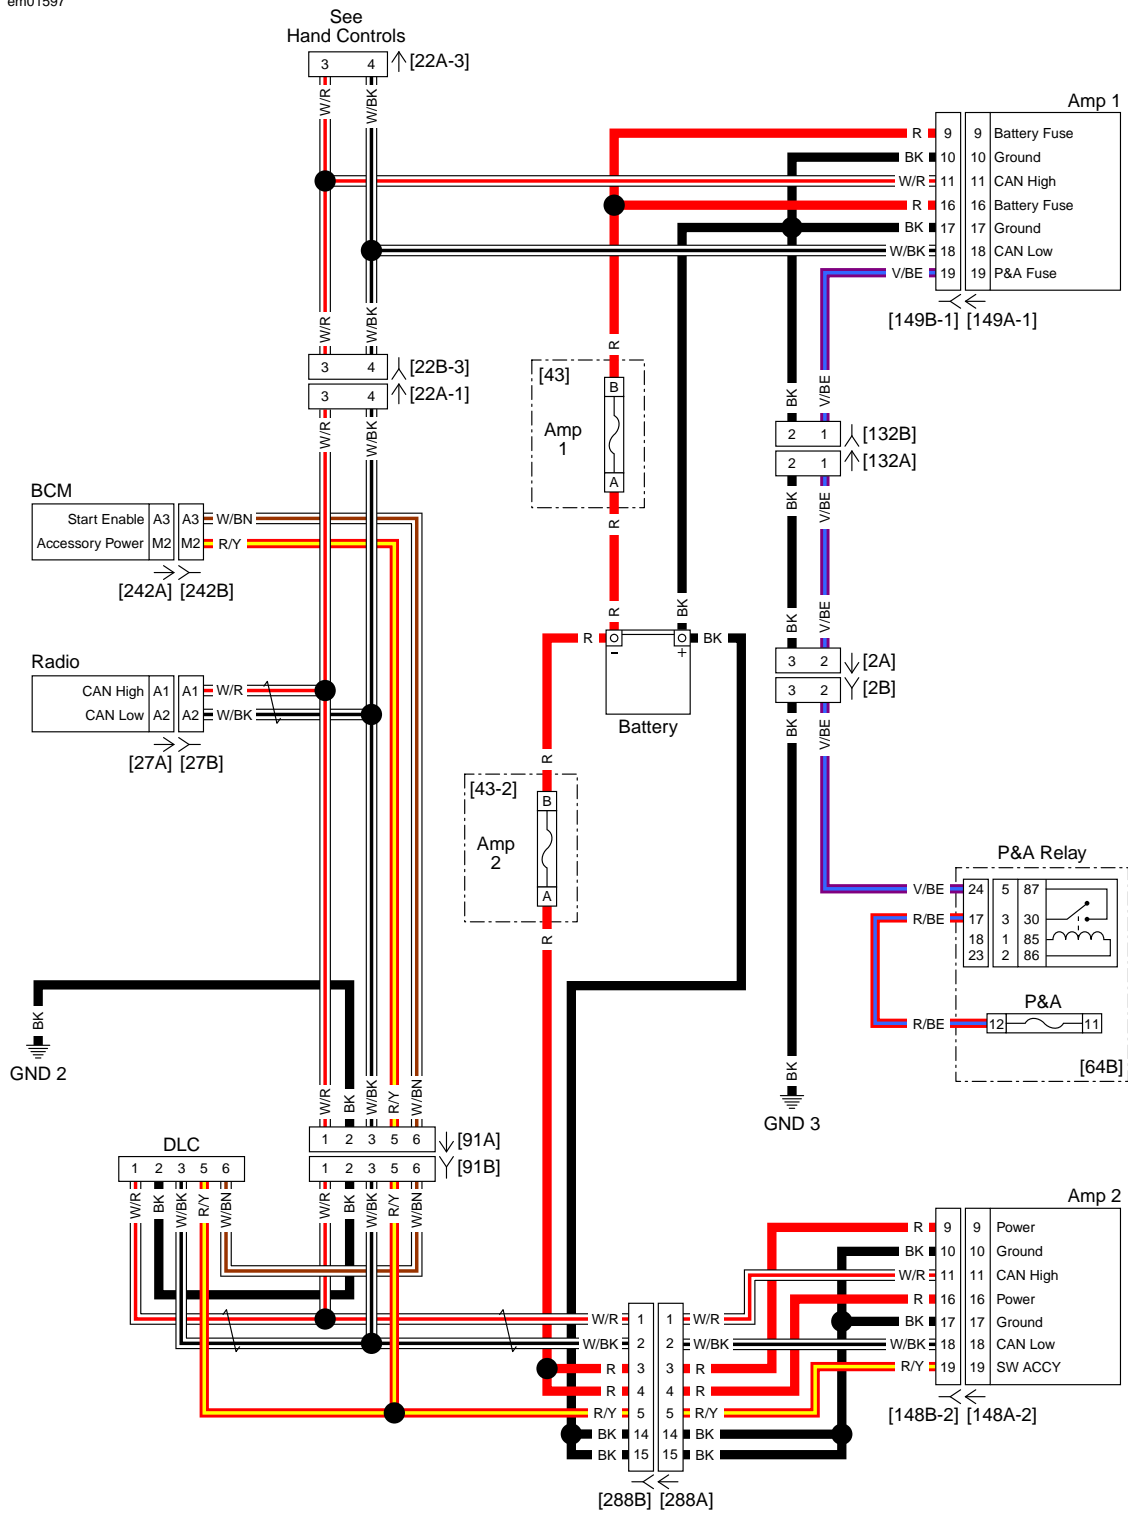 em01597
See
Hand Controls
3 4 [22A-3]
W/R W/BK
Amp 1
R 9 9 Battery Fuse
BK 10 10 Ground
W/R 11 11 CAN High
R 16 16 Battery Fuse
BK 17 17 Ground
W/BK 18 18 CAN Low
V/BE 19 19 P&A Fuse
[149B-1] [149A-1]
W/R W/BK
3 4 [22B-3]
3 4 [22A-1]
W/R W/BK
R
[43]
B
Amp
1
A
R
BK V/BE
2 1 [132B]
2 1 [132A]
BK V/BE
BCM
Start Enable A3 A3 W/BN
Accessory Power M2 M2 R/Y
[242A] [242B]
R BK
BK V/BE
R BK
- +
Battery
3 2 [2A]
3 2 [2B]
V/BE
Radio
CAN High A1 A1 W/R
CAN Low A2 A2 W/BK
[27A] [27B]
R
[43-2]
B
Amp
2
A
R
P&A Relay
V/BE 24 5 87
R/BE 17 3 30
18 1 85
23 2 86
P&A
R/BE 12 11
[64B]
BK
GND 2
BK
GND 3
W/R BK W/BK R/Y W/BN
1 2 3 5 6 [91A]
1 2 3 5 6 [91B]
W/R BK W/BK R/Y W/BN
DLC
1 2 3 5 6
W/R BK W/BK R/Y W/BN
Amp 2
R 9 9 Power
BK 10 10 Ground
W/R 11 11 CAN High
R 16 16 Power
BK 17 17 Ground
W/BK 18 18 CAN Low
R/Y 19 19 SW ACCY
[148B-2] [148A-2]
W/R 1 1 W/R
W/BK 2 2 W/BK
R 3 3 R
R 4 4 R
R/Y 5 5 R/Y
BK 14 14 BK
BK 15 15 BK
[288B] [288A]